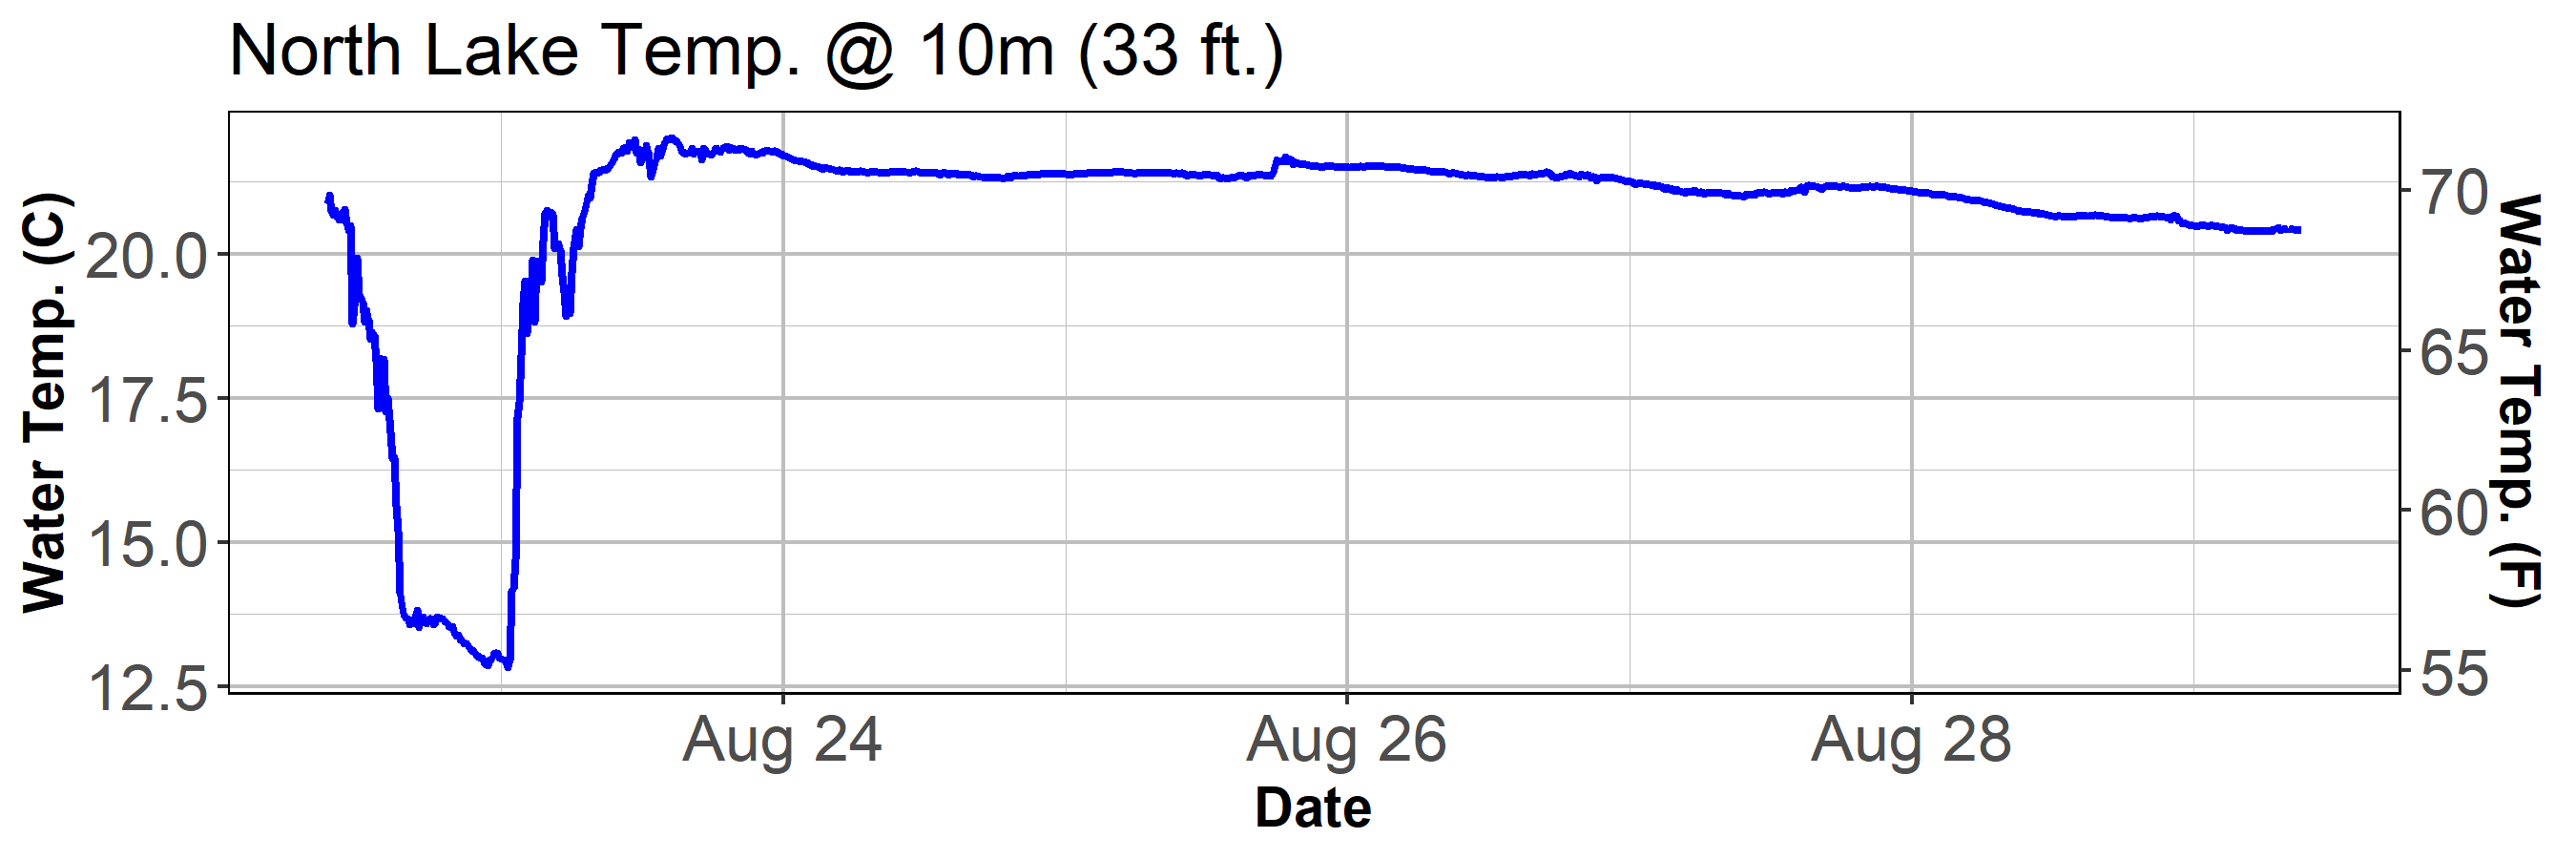 North Lake Temp. @ 10m (33 ft.)
Water Temp. (C)
20.0
17.5
15.0
12.5
70
65
60
55
Water Temp. (F)
Aug 24
Aug 26
Aug 28
Date